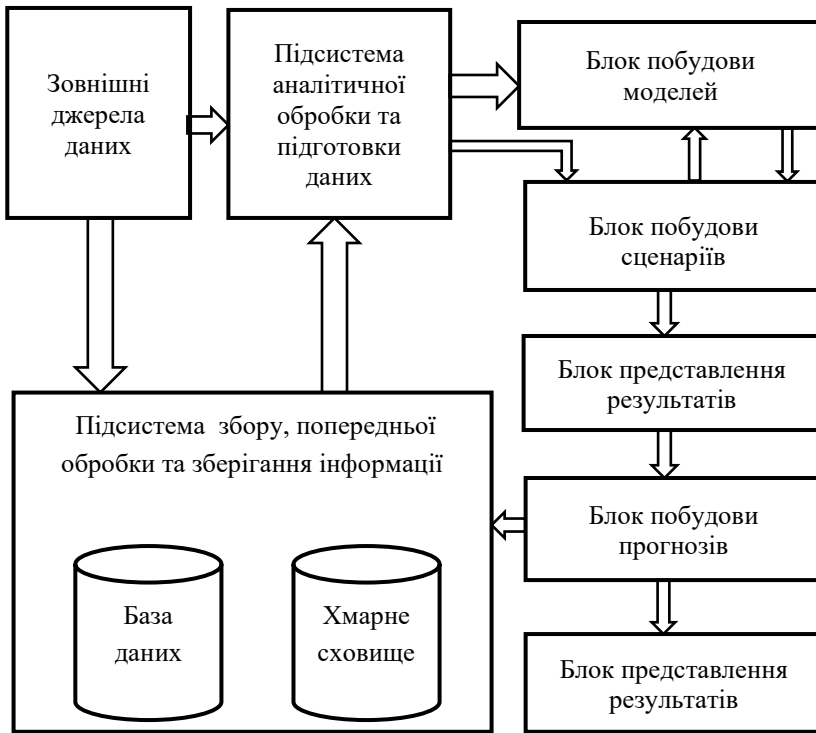 Зовнішні
джерела
даних
Підсистема
аналітичної
обробки та
підготовки
даних
Блок побудови
моделей
Блок побудови
сценаріїв
Блок представлення
результатів
Підсистема збору, попередньої
обробки та зберігання інформації
База
даних
Хмарне
сховище
Блок побудови
прогнозів
Блок представлення
результатів